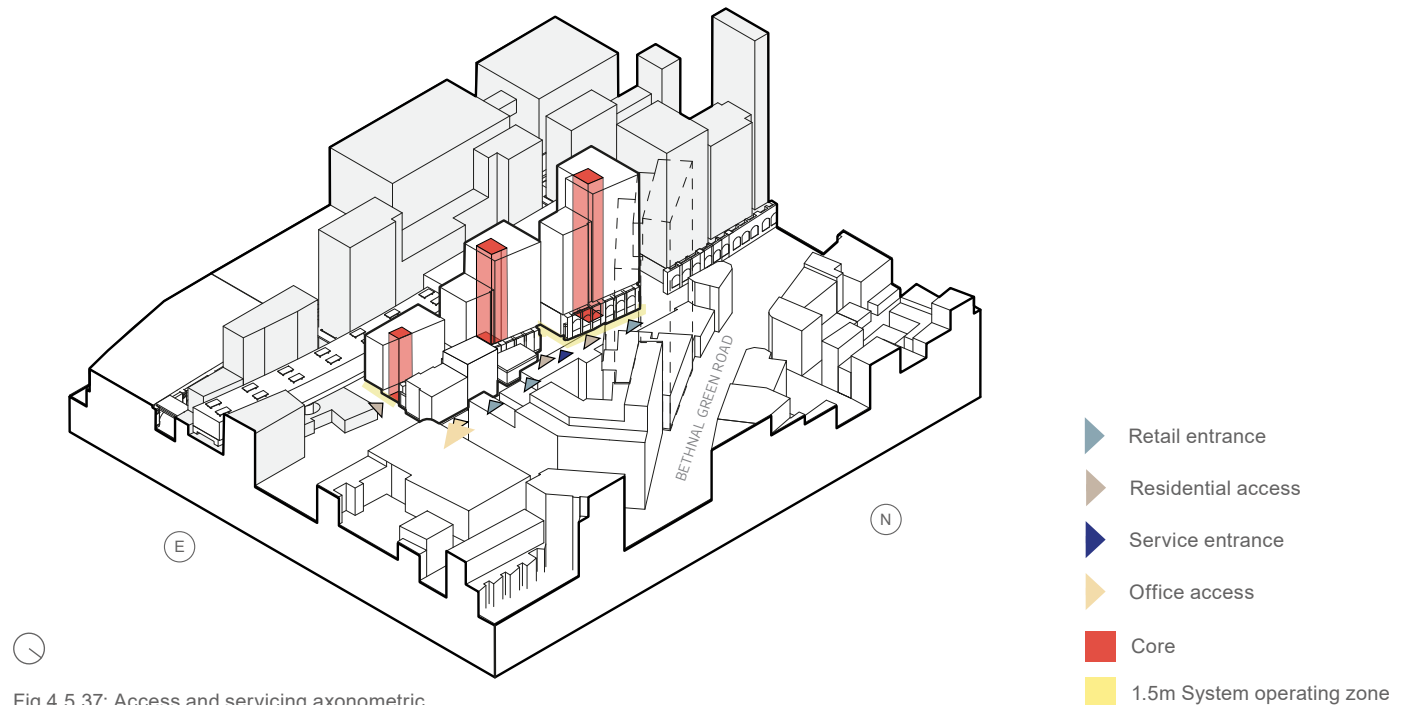 BETHNAL GREEN ROAD
E
N
Retail entrance
Residential access
Service entrance
Office access
Core
1.5m System operating zone
Fig 4.5.37: Access and servicing axonometric